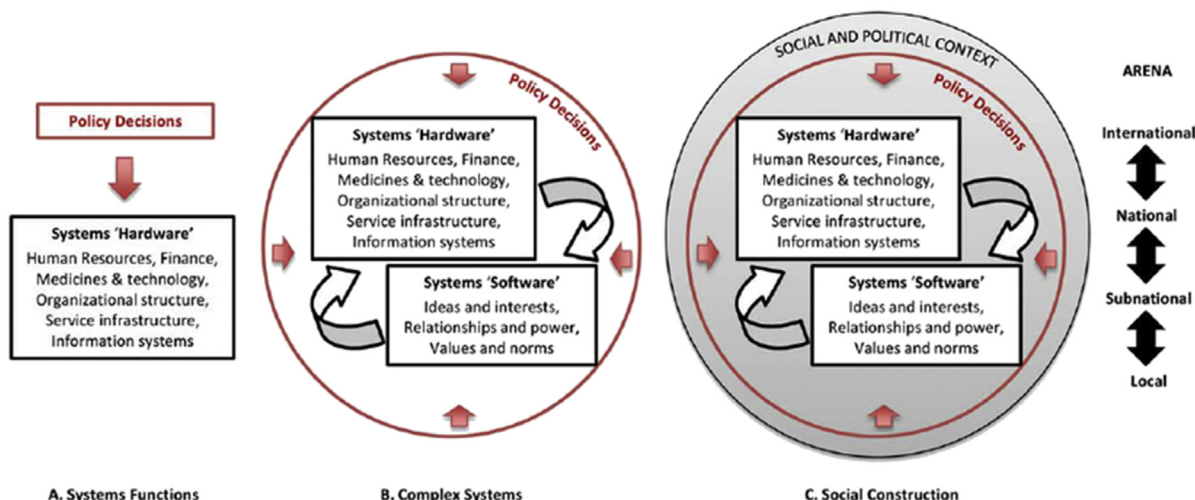 Policy Decisions
Systems ‘Hardware’
Human Resources, Finance,
Medicines & technology,
Organizational structure,
Service infrastructure,
Information systems
A. Systems Functions
Policy Decisions
Systems ‘Hardware’
Human Resources, Finance,
Medicines & technology,
Organizational structure,
Service infrastructure,
Information systems
Systems ‘Software’
Ideas and interests,
Relationships and power,
Values and norms
B. Complex Systems
SOCIAL AND POLITICAL CONTEXT
Policy Decisions
Systems ‘Hardware’
Human Resources, Finance,
Medicines & technology,
Organizational structure,
Service infrastructure,
Information systems
Systems ‘Software’
Ideas and interests,
Relationships and power,
Values and norms
C. Social Construction
ARENA
International
National
Subnational
Local